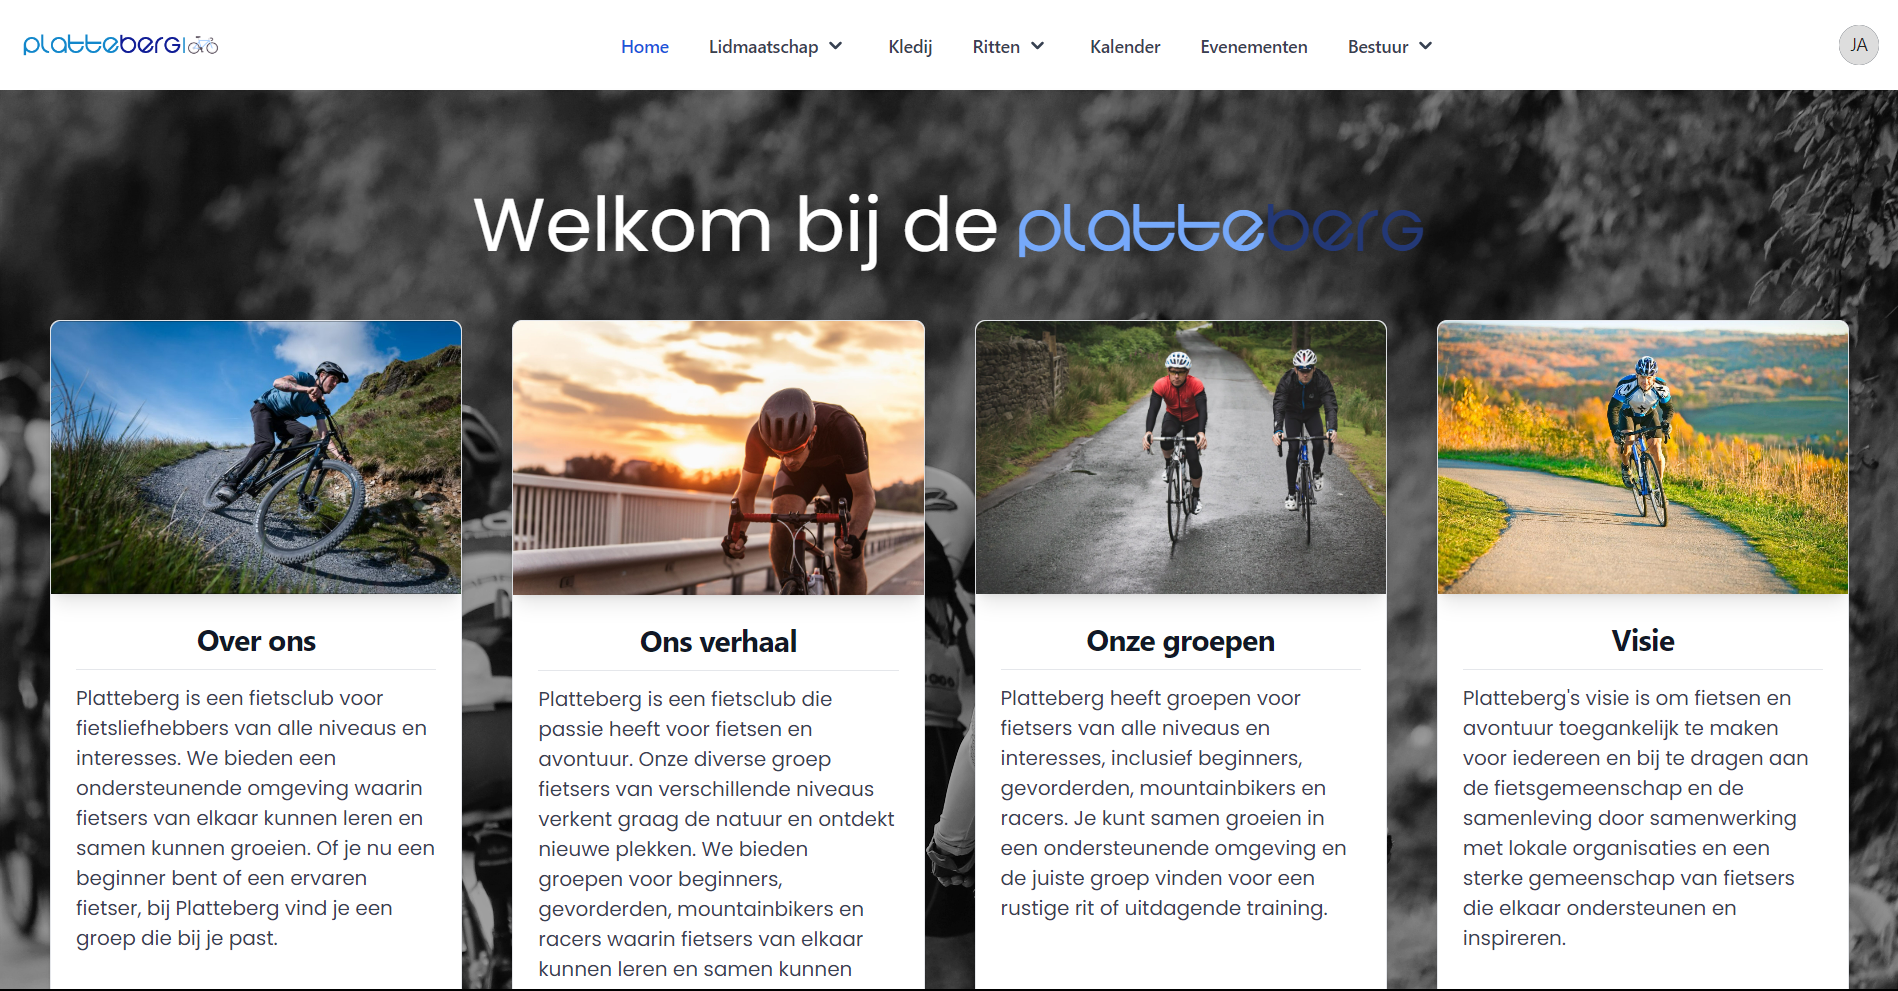 platteberg
Home Lidmaatschap Kledij Ritten Kalender Evenementen Bestuur
JA
Welkom bij de platteberg
Over ons
Platteberg is een fietsclub voor
fietsliefhebbers van alle niveaus en
interesses. We bieden een
ondersteunende omgeving waarin
fietsers van elkaar kunnen leren en
samen kunnen groeien. Of je nu een
beginner bent of een ervaren
fietser, bij Platteberg vind je een
groep die bij je past.
Ons verhaal
Platteberg is een fietsclub die
passie heeft voor fietsen en
avontuur. Onze diverse groep
fietsers van verschillende niveaus
verkent graag de natuur en ontdekt
nieuwe plekken. We bieden
groepen voor beginners,
gevorderden, mountainbikers en
racers waarin fietsers van elkaar
kunnen leren en samen kunnen
Onze groepen
Platteberg heeft groepen voor
fietsers van alle niveaus en
interesses, inclusief beginners,
gevorderden, mountainbikers en
racers. Je kunt samen groeien in
een ondersteunende omgeving en
de juiste groep vinden voor een
rustige rit of uitdagende training.
Visie
Platteberg's visie is om fietsen en
avontuur toegankelijk te maken
voor iedereen en bij te dragen aan
de fietsgemeenschap en de
samenleving door samenwerking
met lokale organisaties en een
sterke gemeenschap van fietsers
die elkaar ondersteunen en
inspireren.